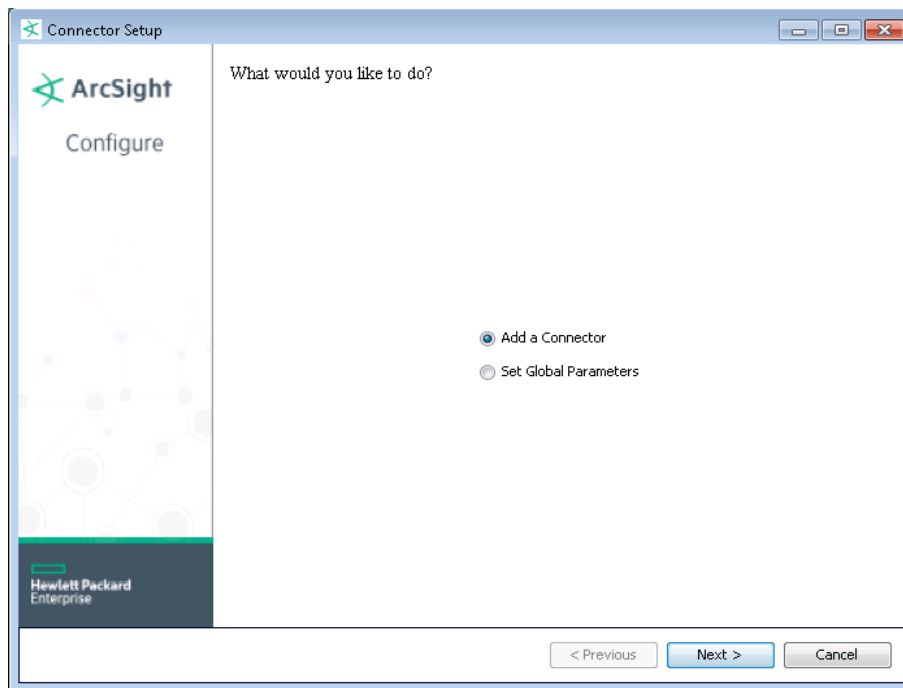 Connector Setup
ArcSight
Configure
What would you like to do?
Add a Connector
Set Global Parameters
Hewlett Packard
Enterprise
< Previous
Next >
Cancel